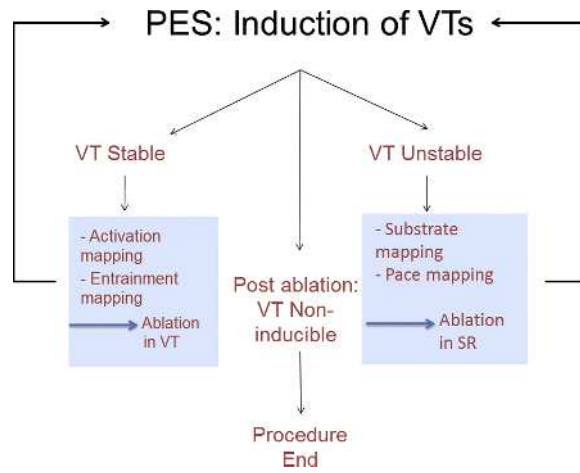 PES: Induction of VTs
VT Stable
VT Unstable
- Activation
mapping
- Entrainment
mapping
Ablation
in VT
Post ablation:
VT Non-
inducible
- Substrate
mapping
- Pace mapping
Ablation
in SR
Procedure
End